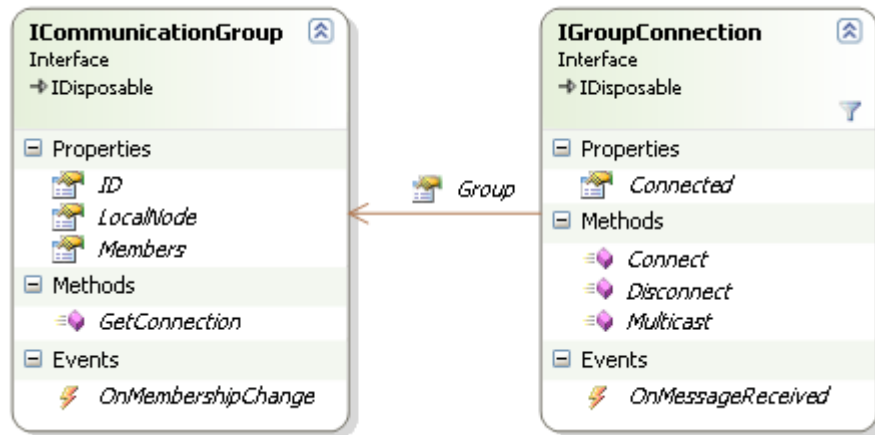 ICommunicationGroup
Interface
IDisposable
Properties
ID
LocalNode
Members
Methods
GetConnection
Events
OnMembershipChange
Group
IGroupConnection
Interface
IDisposable
Properties
Connected
Methods
Connect
Disconnect
Multicast
Events
OnMessageReceived